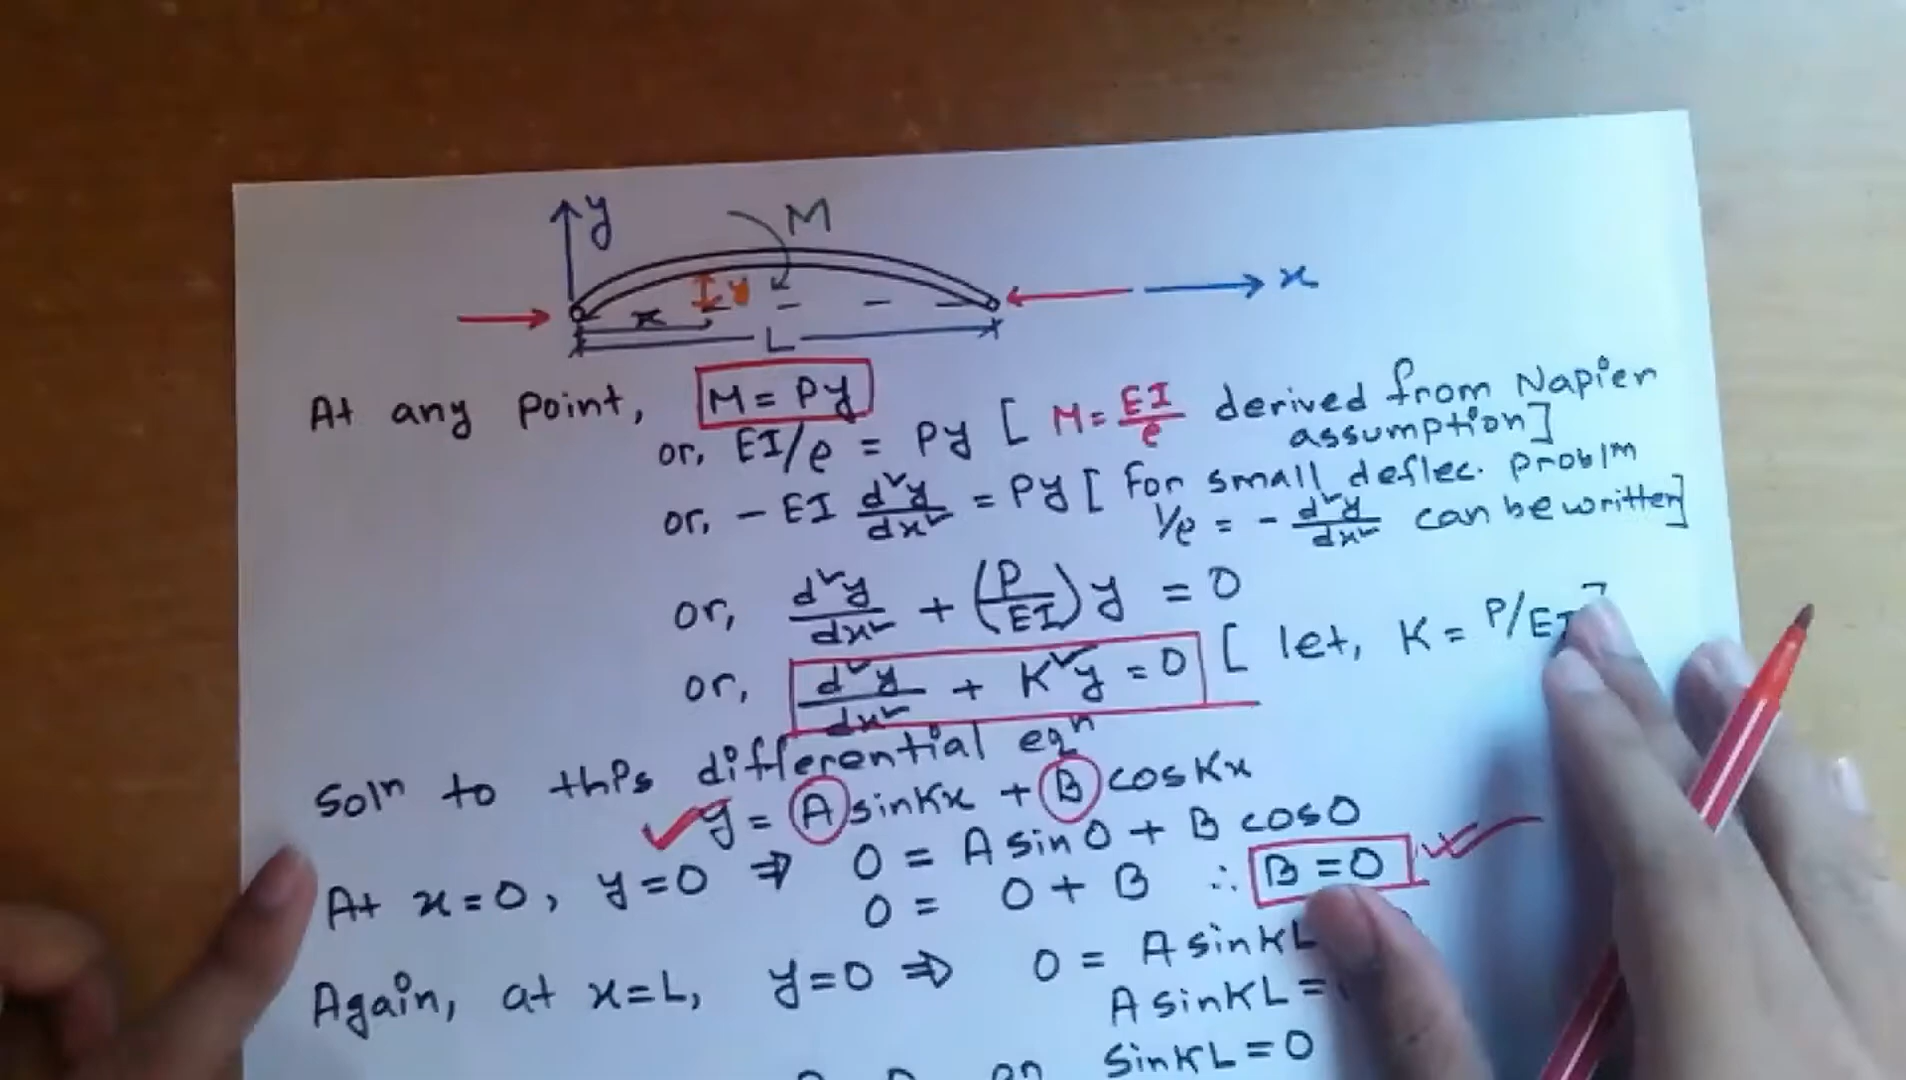 y
M
y
x
x
L
At any point, M = Py
or, EI/ρ = Py [ M = EI/ρ derived from Napier assumption]
or, - EI d²y/dx² = Py [ For small deflec. problm 1/ρ = - d²y/dx² can be written]
or, d²y/dx² + (P/EI) y = 0
or, d²y/dx² + K²y = 0 [ let, K = P/EI ]
Solⁿ to this differential eqⁿ
y = A sinKx + B cosKx
At x=0, y=0 ⇒ 0 = A sin0 + B cos0
0 = 0 + B ∴ B = 0
Again, at x=L, y=0 ⇒ 0 = A sinKL
A sinKL =
or sinKL = 0